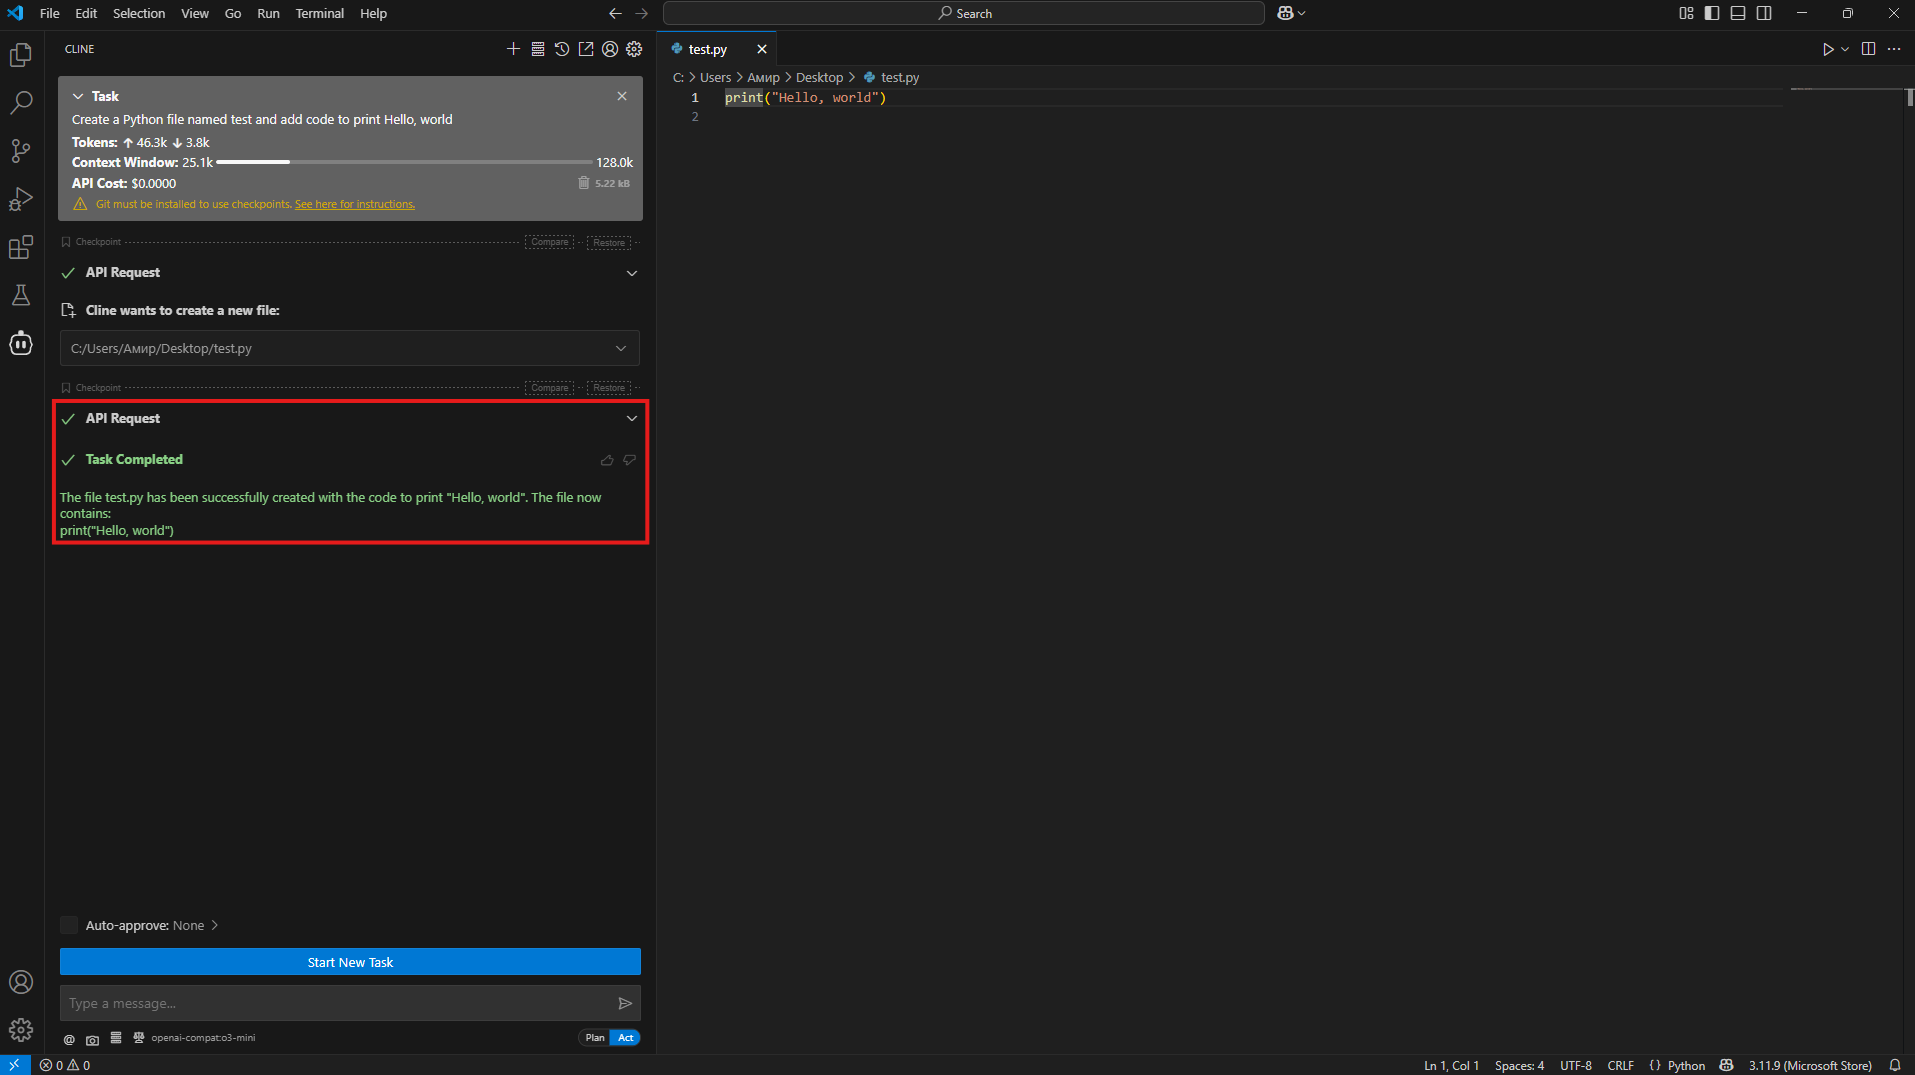 File Edit Selection View Go Run Terminal Help
Search
CLINE
Task
Create a Python file named test and add code to print Hello, world
Tokens: ↑ 46.3k ↓ 3.8k
Context Window: 25.1k 128.0k
API Cost: $0.0000 5.22 kB
Git must be installed to use checkpoints. See here for instructions.
Checkpoint Compare Restore
API Request
Cline wants to create a new file:
C:/Users/Амир/Desktop/test.py
Checkpoint Compare Restore
API Request
Task Completed
The file test.py has been successfully created with the code to print "Hello, world". The file now
contains:
print("Hello, world")
Auto-approve: None
Start New Task
Type a message...
@ openai-compat:o3-mini Plan Act
test.py
C: > Users > Амир > Desktop > test.py
1 print("Hello, world")
2
0 0 Ln 1, Col 1 Spaces: 4 UTF-8 CRLF { } Python 3.11.9 (Microsoft Store)